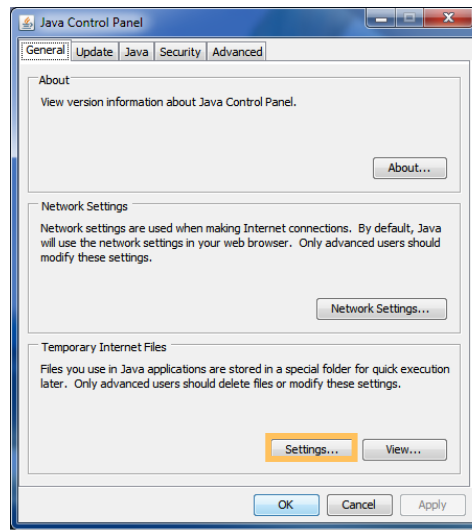 Java Control Panel
General Update Java Security Advanced
About
View version information about Java Control Panel.
About...
Network Settings
Network settings are used when making Internet connections. By default, Java
will use the network settings in your web browser. Only advanced users should
modify these settings.
Network Settings...
Temporary Internet Files
Files you use in Java applications are stored in a special folder for quick execution
later. Only advanced users should delete files or modify these settings.
Settings... View...
OK Cancel Apply